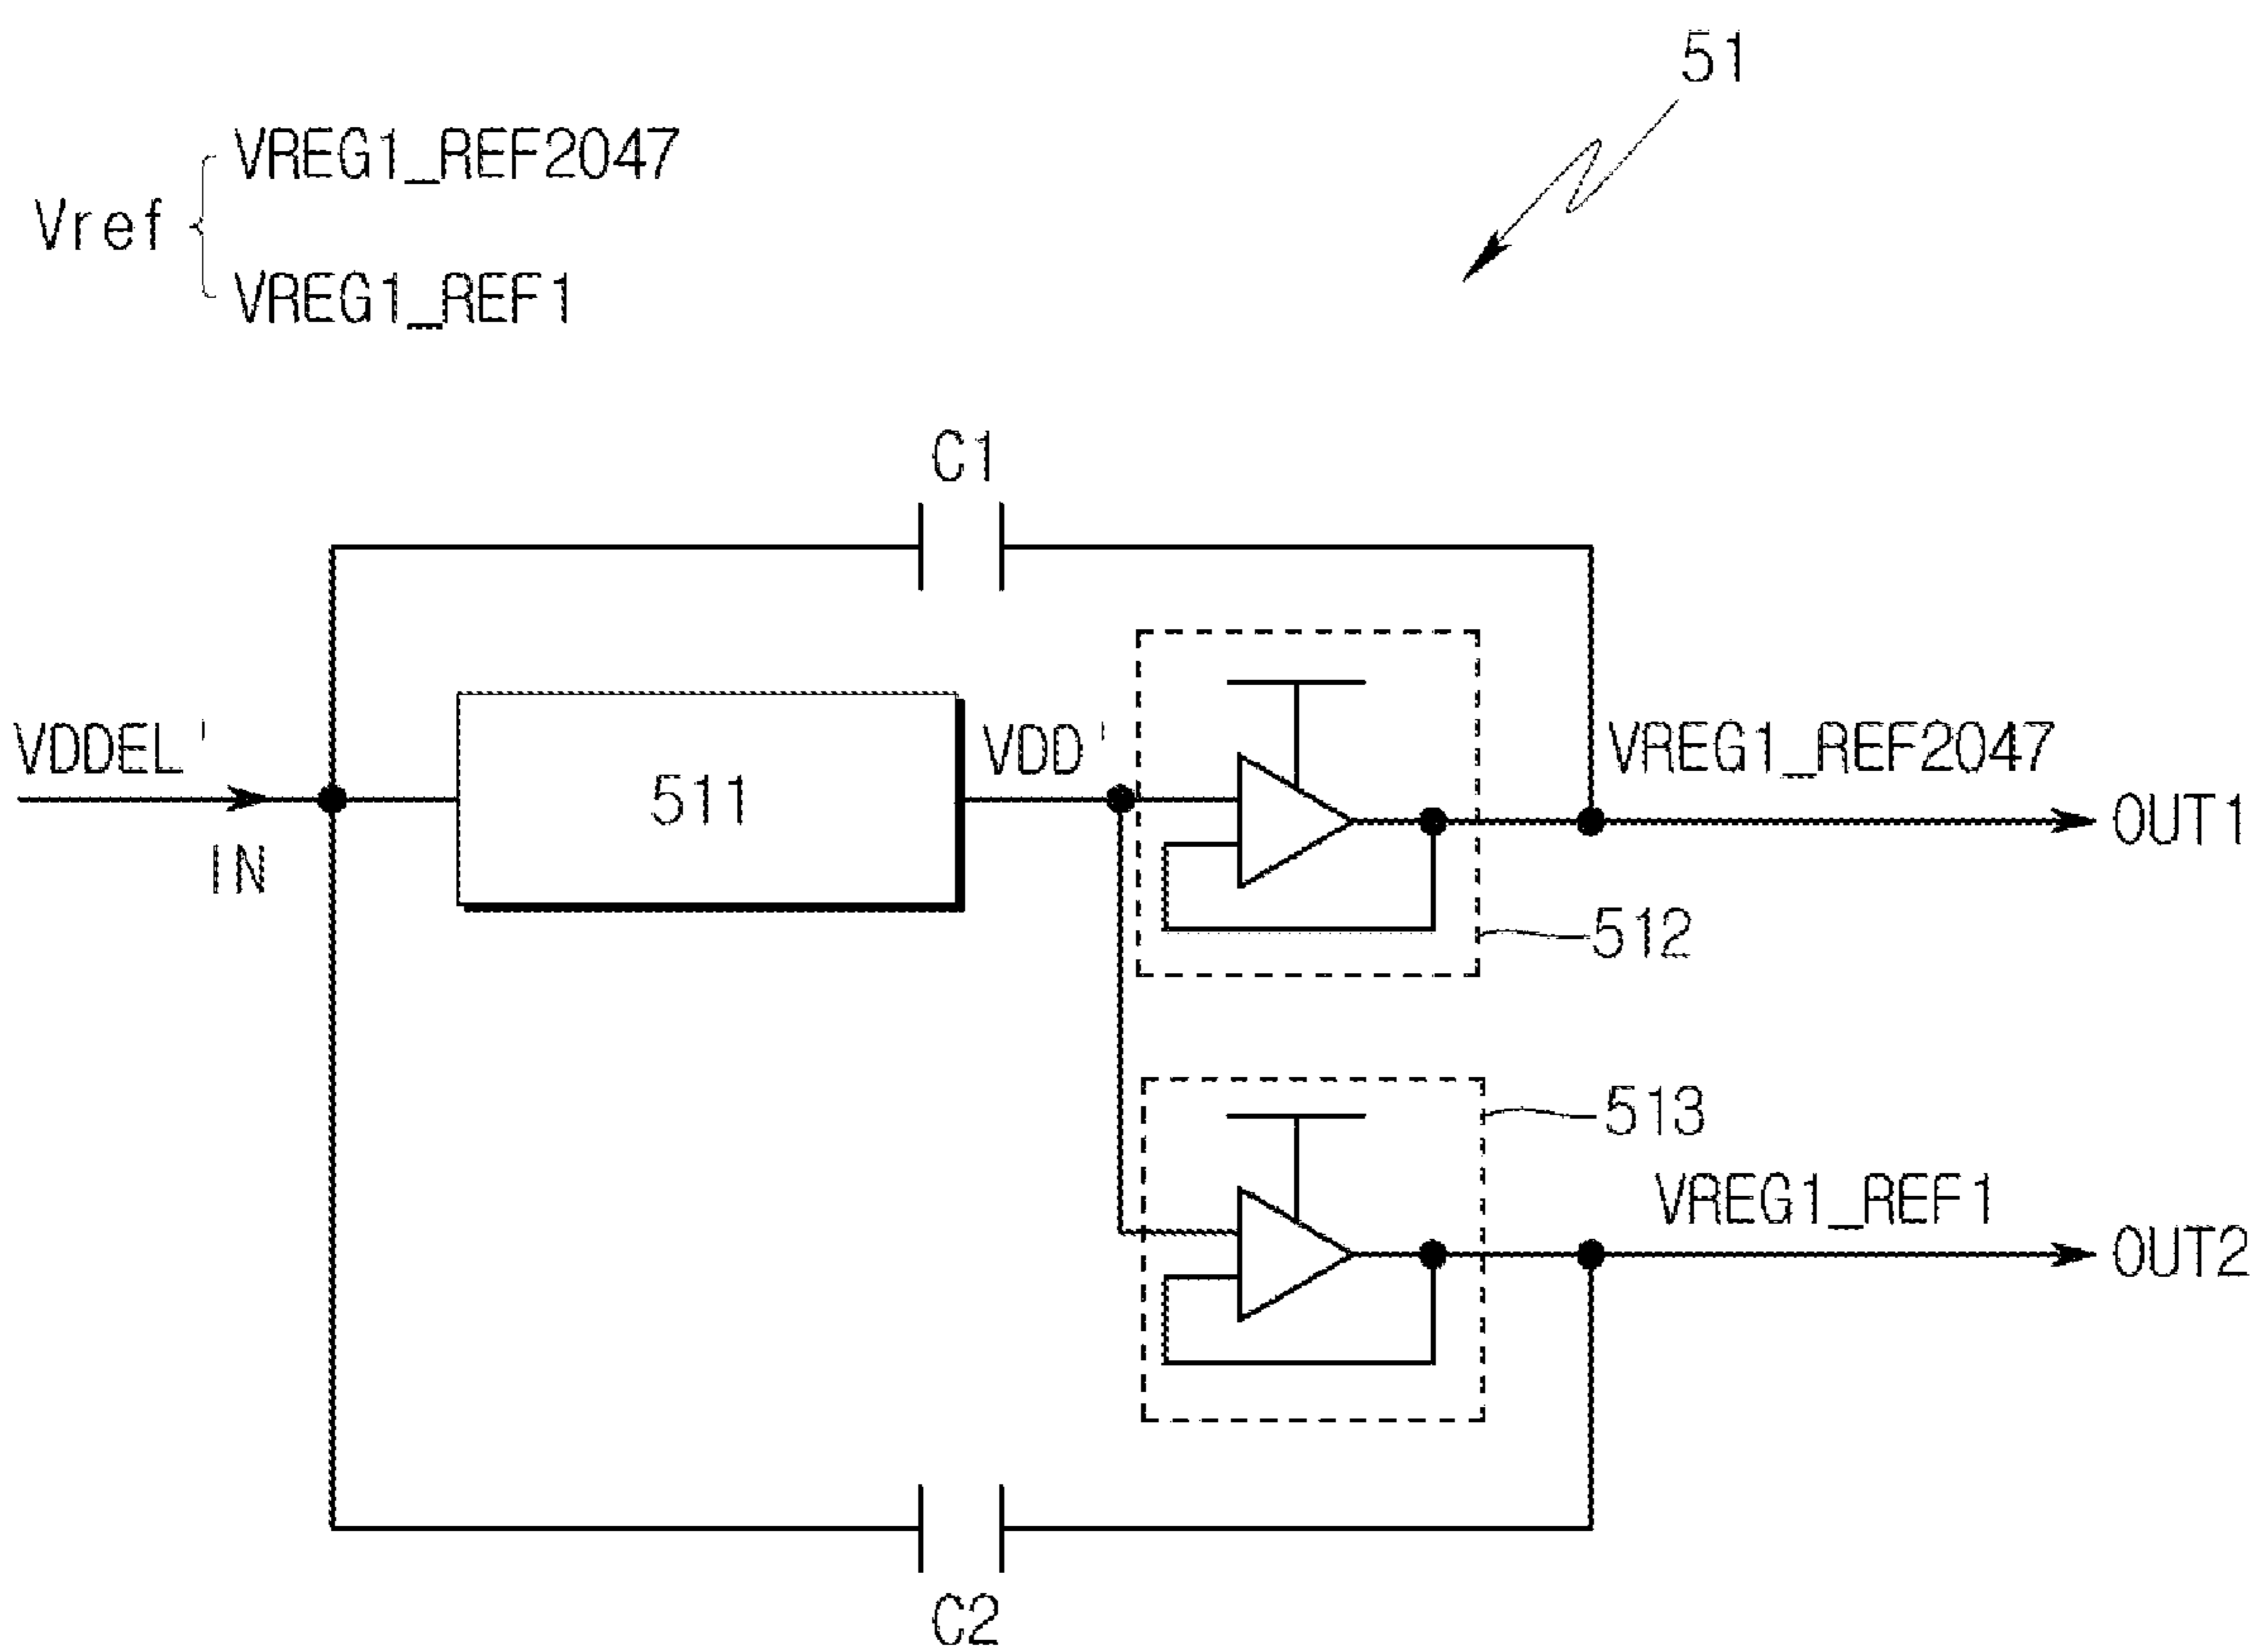 51
VREG1_REF2047
Vref
VREG1_REF1
C1
VDDEL'
511
VDD'
VREG1_REF2047
OUT1
IN
512
513
VREG1_REF1
OUT2
C2